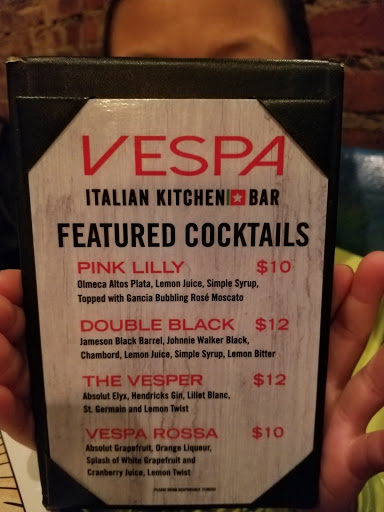 VESPA
ITALIAN KITCHEN BAR
FEATURED COCKTAILS
PINK LILLY $10
Olmeca Altos Plata, Lemon Juice, Simple Syrup,
Topped with Gancia Bubbling Rosé Moscato
DOUBLE BLACK $12
Jameson Black Barrel, Johnnie Walker Black,
Chambord, Lemon Juice, Simple Syrup, Lemon Bitter
THE VESPER $12
Absolut Elyx, Hendricks Gin, Lillet Blanc,
St. Germain and Lemon Twist
VESPA ROSSA $10
Absolut Grapefruit, Orange Liqueur,
Splash of White Grapefruit and
Cranberry Juice, Lemon Twist
PLEASE DRINK RESPONSIBLY